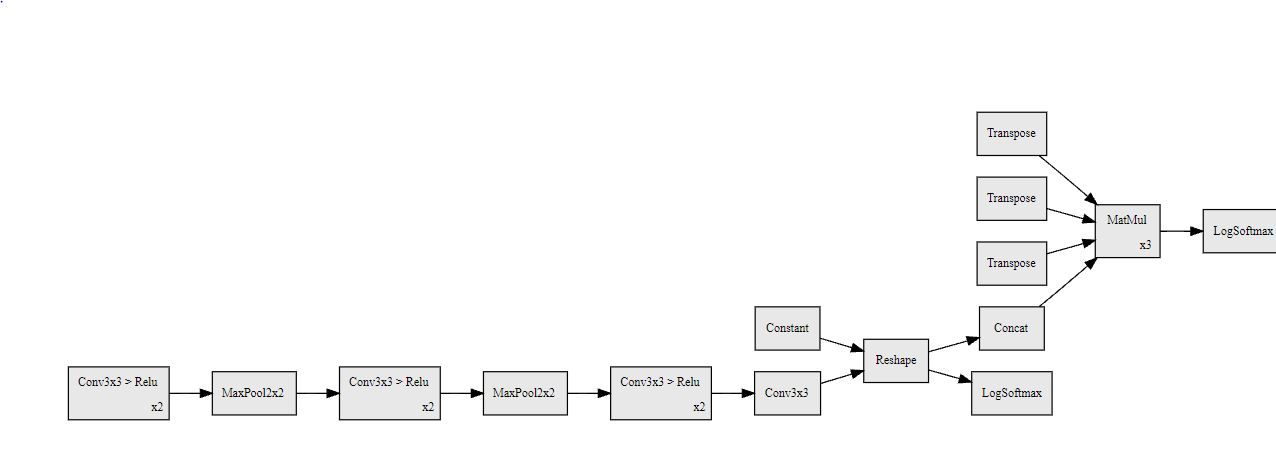 Transpose
Transpose
MatMul
x3
LogSoftmax
Transpose
Constant
Concat
Reshape
Conv3x3 > Relu
x2
MaxPool2x2
Conv3x3 > Relu
x2
MaxPool2x2
Conv3x3 > Relu
x2
Conv3x3
LogSoftmax